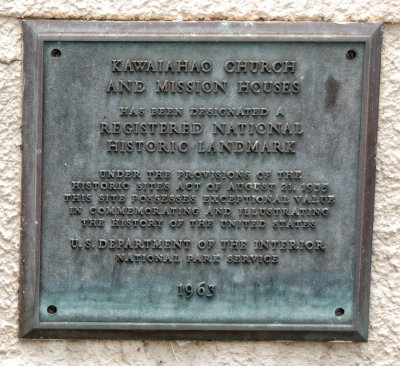 KAWAIAHAO CHURCH
AND MISSION HOUSES
HAS BEEN DESIGNATED A
REGISTERED NATIONAL
HISTORIC LANDMARK
UNDER THE PROVISIONS OF THE
HISTORIC SITES ACT OF AUGUST 21, 1935
THIS SITE POSSESSES EXCEPTIONAL VALUE
IN COMMEMORATING AND ILLUSTRATING
THE HISTORY OF THE UNITED STATES
U.S. DEPARTMENT OF THE INTERIOR
NATIONAL PARK SERVICE
1963